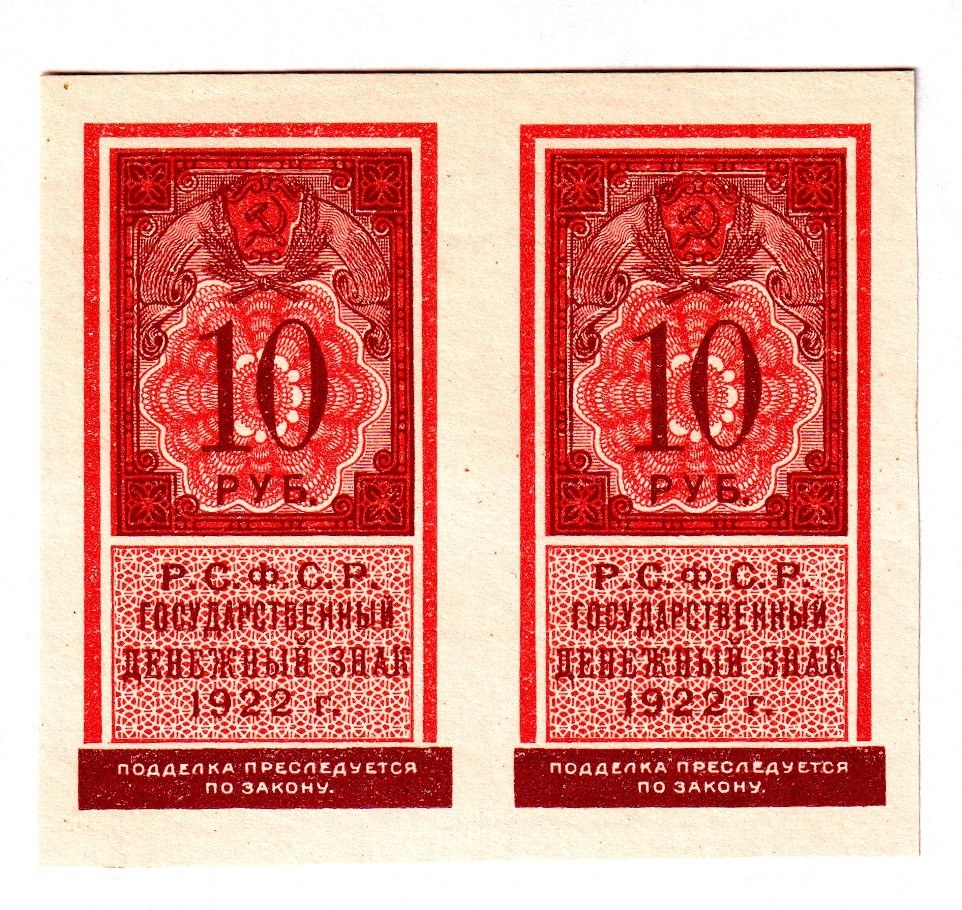 10
РУБ.
Р.С.Ф.С.Р.
ГОСУДАРСТВЕННЫЙ
ДЕНЕЖНЫЙ ЗНАК
1922 г.
ПОДДЕЛКА ПРЕСЛЕДУЕТСЯ
ПО ЗАКОНУ.
10
РУБ.
Р.С.Ф.С.Р.
ГОСУДАРСТВЕННЫЙ
ДЕНЕЖНЫЙ ЗНАК
1922 г.
ПОДДЕЛКА ПРЕСЛЕДУЕТСЯ
ПО ЗАКОНУ.